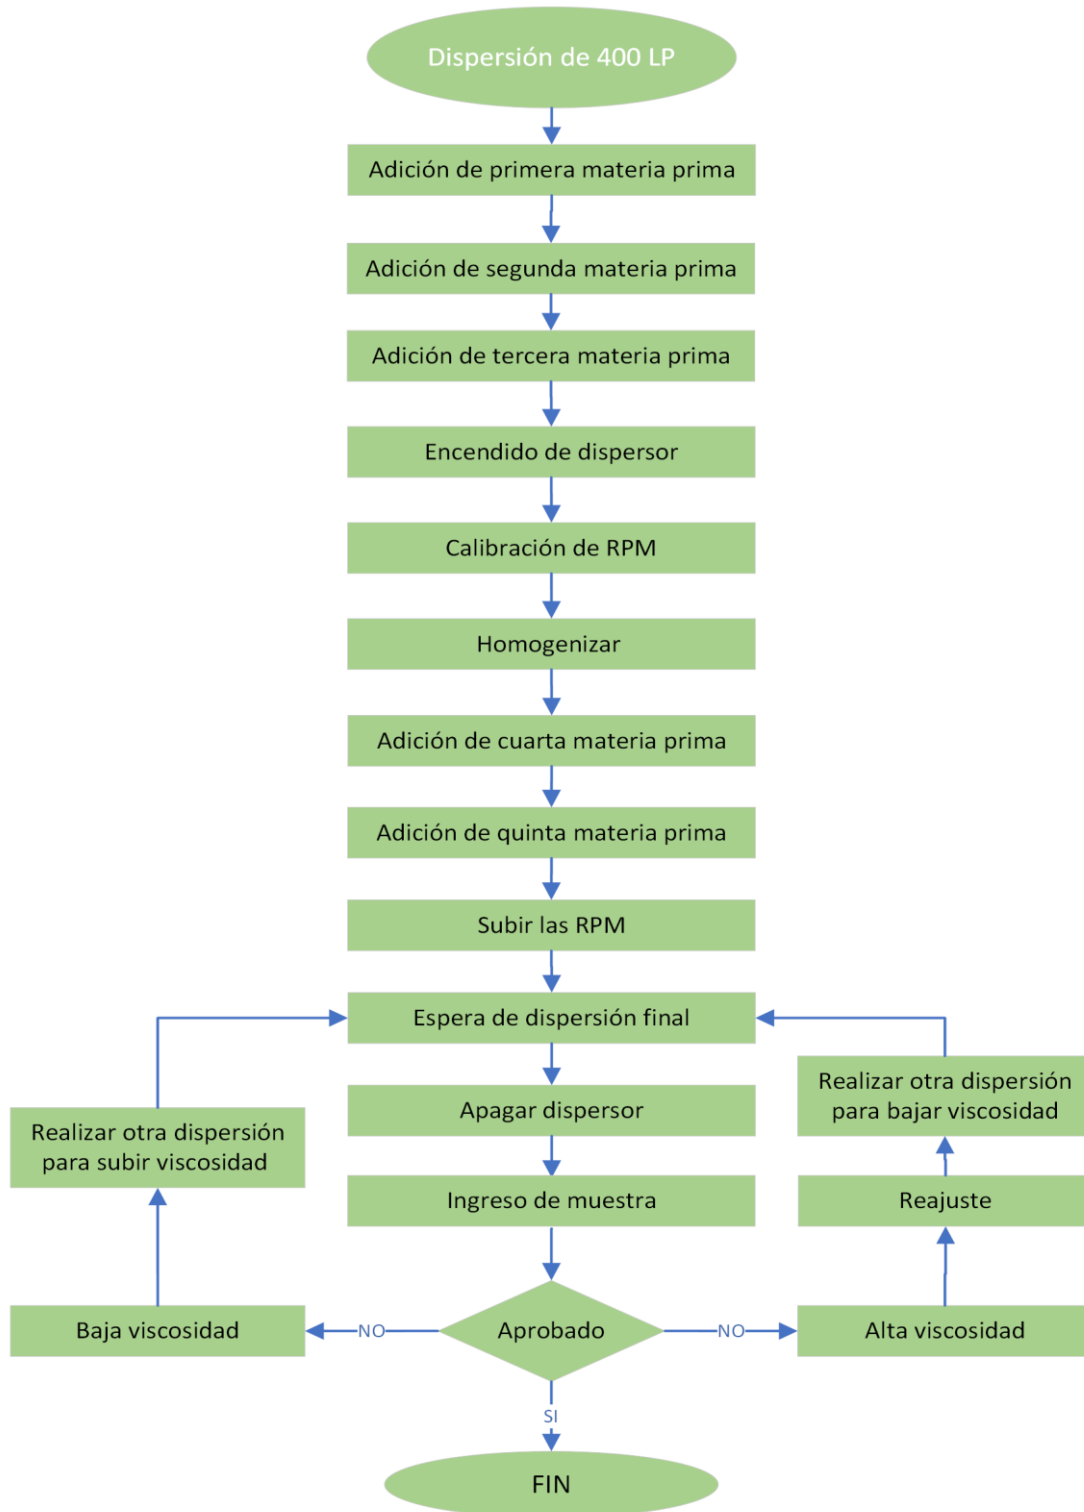 Dispersión de 400 LP
Adición de primera materia prima
Adición de segunda materia prima
Adición de tercera materia prima
Encendido de dispersor
Calibración de RPM
Homogenizar
Adición de cuarta materia prima
Adición de quinta materia prima
Subir las RPM
Espera de dispersión final
Apagar dispersor
Realizar otra dispersión
para bajar viscosidad
Realizar otra dispersión
para subir viscosidad
Ingreso de muestra
Reajuste
Baja viscosidad
NO
Aprobado
NO
Alta viscosidad
SI
FIN